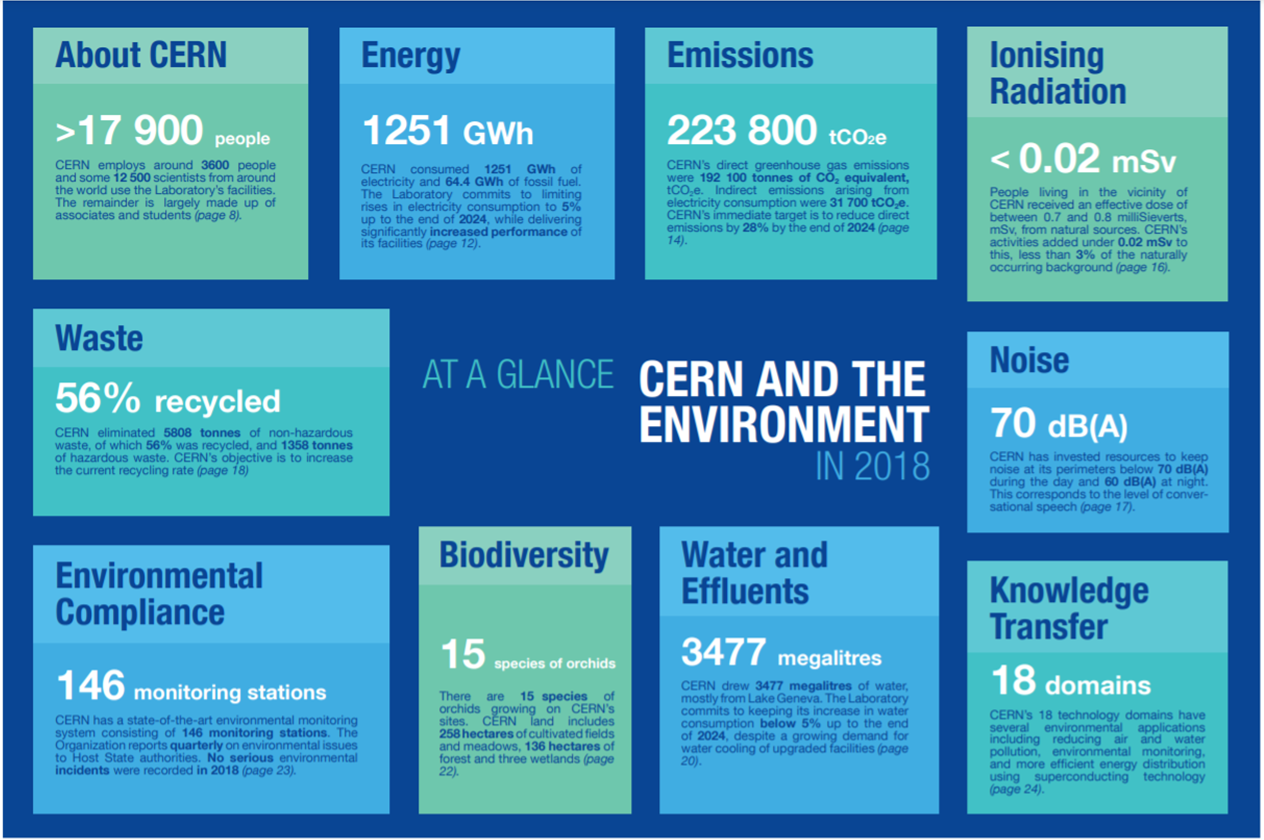 About CERN
>17 900 people
CERN employs around 3600 people
and some 12 500 scientists from around
the world use the Laboratory's facilities.
The remainder is largely made up of
associates and students (page 8).
Energy
1251 GWh
CERN consumed 1251 GWh of
electricity and 64.4 GWh of fossil fuel.
The Laboratory commits to limiting
rises in electricity consumption to 5%
up to the end of 2024, while delivering
significantly increased performance of
its facilities (page 12).
Emissions
223 800 tCO₂e
CERN's direct greenhouse gas emissions
were 192 100 tonnes of CO₂ equivalent,
tCO₂e. Indirect emissions arising from
electricity consumption were 31 700 tCO₂e.
CERN's immediate target is to reduce direct
emissions by 28% by the end of 2024 (page
14).
Ionising
Radiation
< 0.02 mSv
People living in the vicinity of
CERN received an effective dose of
between 0.7 and 0.8 milliSieverts,
mSv, from natural sources. CERN's
activities added under 0.02 mSv to
this, less than 3% of the naturally
occurring background (page 16).
Waste
56% recycled
CERN eliminated 5808 tonnes of non-hazardous
waste, of which 56% was recycled, and 1358 tonnes
of hazardous waste. CERN's objective is to increase
the current recycling rate (page 18)
AT A GLANCE
CERN AND THE
ENVIRONMENT
IN 2018
Noise
70 dB(A)
CERN has invested resources to keep
noise at its perimeters below 70 dB(A)
during the day and 60 dB(A) at night.
This corresponds to the level of conver-
sational speech (page 17).
Environmental
Compliance
146 monitoring stations
CERN has a state-of-the-art environmental monitoring
system consisting of 146 monitoring stations. The
Organization reports quarterly on environmental issues
to Host State authorities. No serious environmental
incidents were recorded in 2018 (page 23).
Biodiversity
15 species of orchids
There are 15 species of
orchids growing on CERN's
sites. CERN land includes
258 hectares of cultivated fields
and meadows, 136 hectares of
forest and three wetlands (page
22).
Water and
Effluents
3477 megalitres
CERN drew 3477 megalitres of water,
mostly from Lake Geneva. The Laboratory
commits to keeping its increase in water
consumption below 5% up to the end
of 2024, despite a growing demand for
water cooling of upgraded facilities (page
20).
Knowledge
Transfer
18 domains
CERN's 18 technology domains have
several environmental applications
including reducing air and water
pollution, environmental monitoring,
and more efficient energy distribution
using superconducting technology
(page 24).